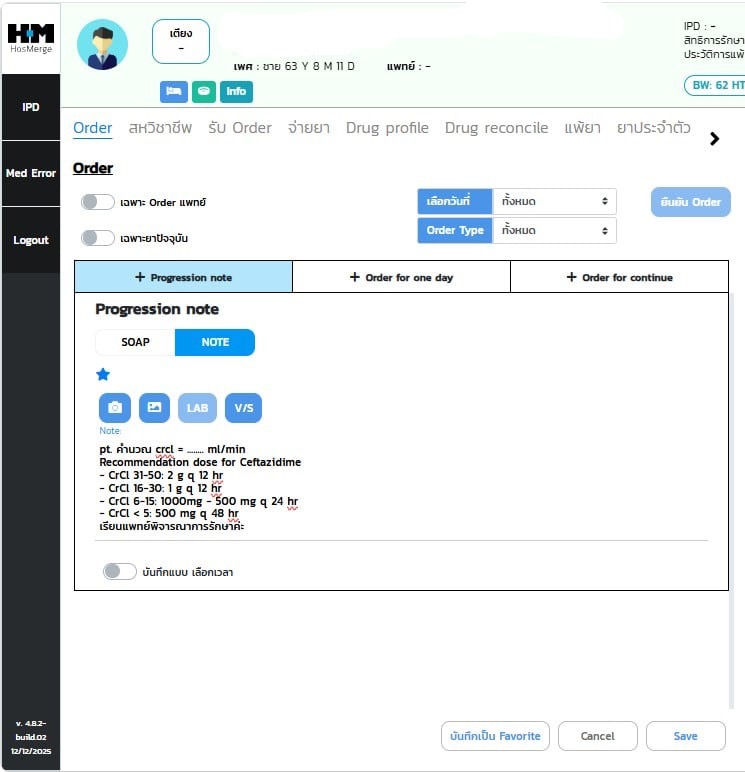 HM
HosMerge
IPD
Med Error
Logout
v. 4.8.2-
build.02
12/12/2025
เตียง
-
เพศ : ชาย 63 Y 8 M 11 D แพทย์ : -
Info
IPD : -
สิทธิการรักษา
ประวัติการแพ้
BW: 62 HT
Order สหวิชาชีพ รับ Order จ่ายยา Drug profile Drug reconcile แพ้ยา ยาประจำตัว
Order
เฉพาะ Order แพทย์
เลือกวันที่ ทั้งหมด
ยืนยัน Order
เฉพาะยาปัจจุบัน
Order Type ทั้งหมด
+ Progression note + Order for one day + Order for continue
Progression note
SOAP NOTE
LAB V/S
Note:
pt. คำนวณ crcl = ........ ml/min
Recommendation dose for Ceftazidime
- CrCl 31-50: 2 g q 12 hr
- CrCl 16-30: 1 g q 12 hr
- CrCl 6-15: 1000mg - 500 mg q 24 hr
- CrCl < 5: 500 mg q 48 hr
เรียนแพทย์พิจารณาการรักษาค่ะ
บันทึกแบบ เลือกเวลา
บันทึกเป็น Favorite Cancel Save